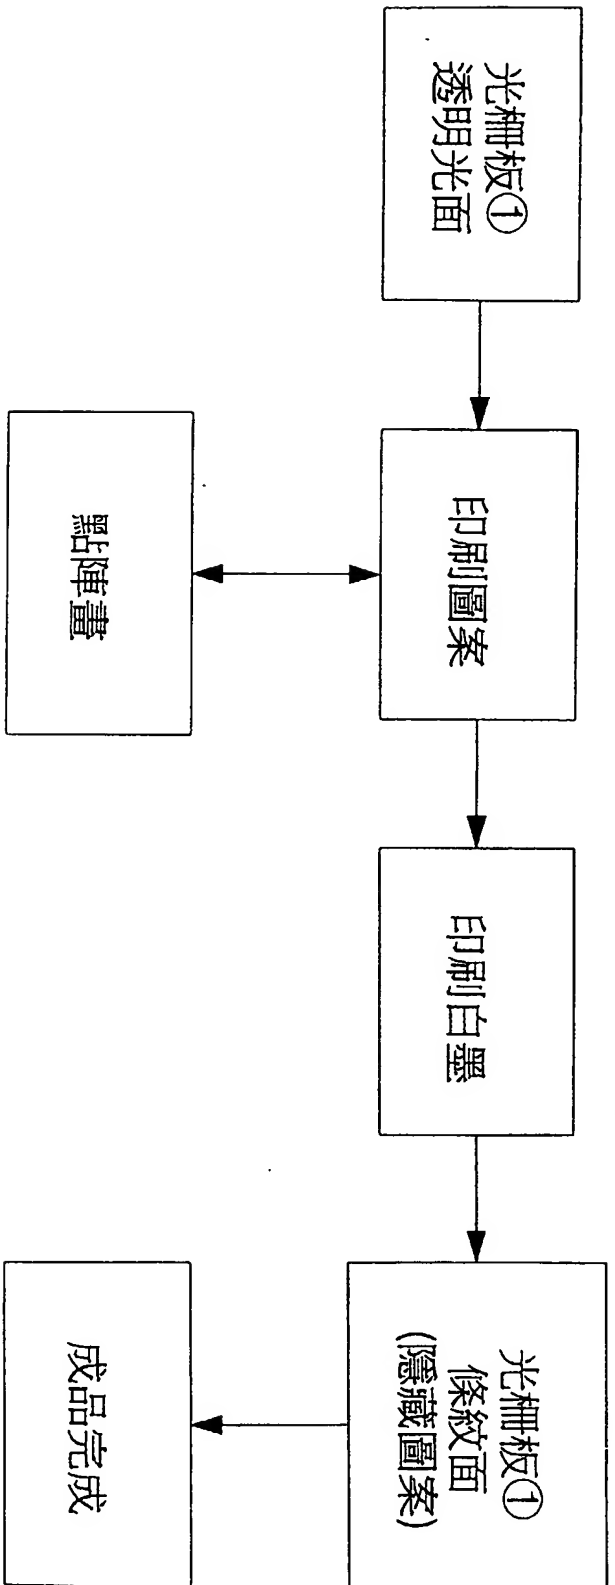 光柵板①
透明光面
印刷圖案
點陣畫
印刷白墨
光柵板①
條紋面
(隱藏圖案)
成品完成